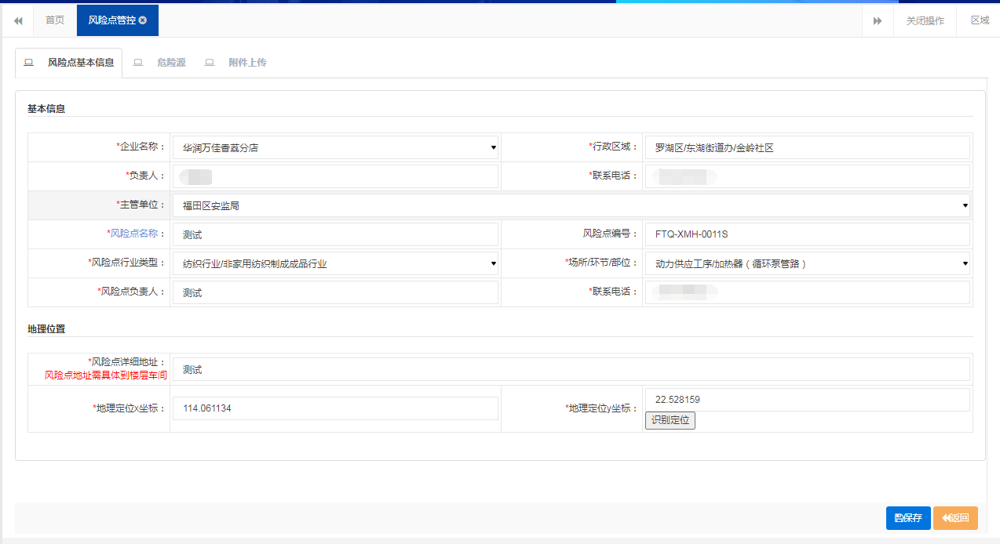 首页 风险点管控 关闭操作 区域
风险点基本信息 危险源 附件上传
基本信息
*企业名称： 华润万佳香荔分店 *行政区域： 罗湖区/东湖街道办/金岭社区
*负责人： *联系电话：
*主管单位： 福田区安监局
*风险点名称： 测试 风险点编号： FTQ-XMH-0011S
*风险点行业类型： 纺织行业/非家用纺织制成成品行业 *场所/环节/部位： 动力供应工序/加热器（循环泵管路）
*风险点负责人： 测试 *联系电话：
地理位置
*风险点详细地址：
风险点地址需具体到楼层车间 测试
*地理定位x坐标： 114.061134 *地理定位y坐标： 22.528159
识别定位
保存 返回